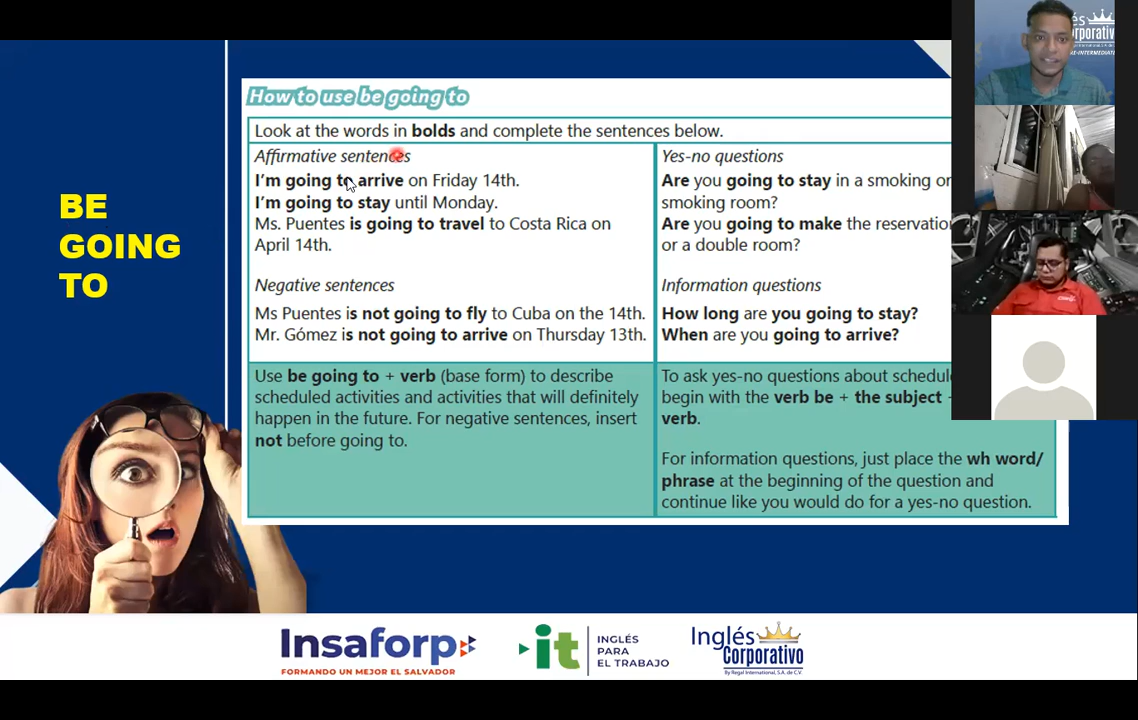 BE
GOING
TO
How to use be going to
Look at the words in bolds and complete the sentences below.
Affirmative sentences
I'm going to arrive on Friday 14th.
I'm going to stay until Monday.
Ms. Puentes is going to travel to Costa Rica on
April 14th.
Negative sentences
Ms Puentes is not going to fly to Cuba on the 14th.
Mr. Gómez is not going to arrive on Thursday 13th.
Use be going to + verb (base form) to describe
scheduled activities and activities that will definitely
happen in the future. For negative sentences, insert
not before going to.
Yes-no questions
Are you going to stay in a smoking or
smoking room?
Are you going to make the reservation
or a double room?
Information questions
How long are you going to stay?
When are you going to arrive?
To ask yes-no questions about
begin with the verb be + the subject
verb.
For information questions, just place the wh word/
phrase at the beginning of the question and
continue like you would do for a yes-no question.
Insaforp
FORMANDO UN MEJOR EL SALVADOR
it
INGLÉS
PARA
EL TRABAJO
Inglés
Corporativo
By Regal International, S.A. de C.V.